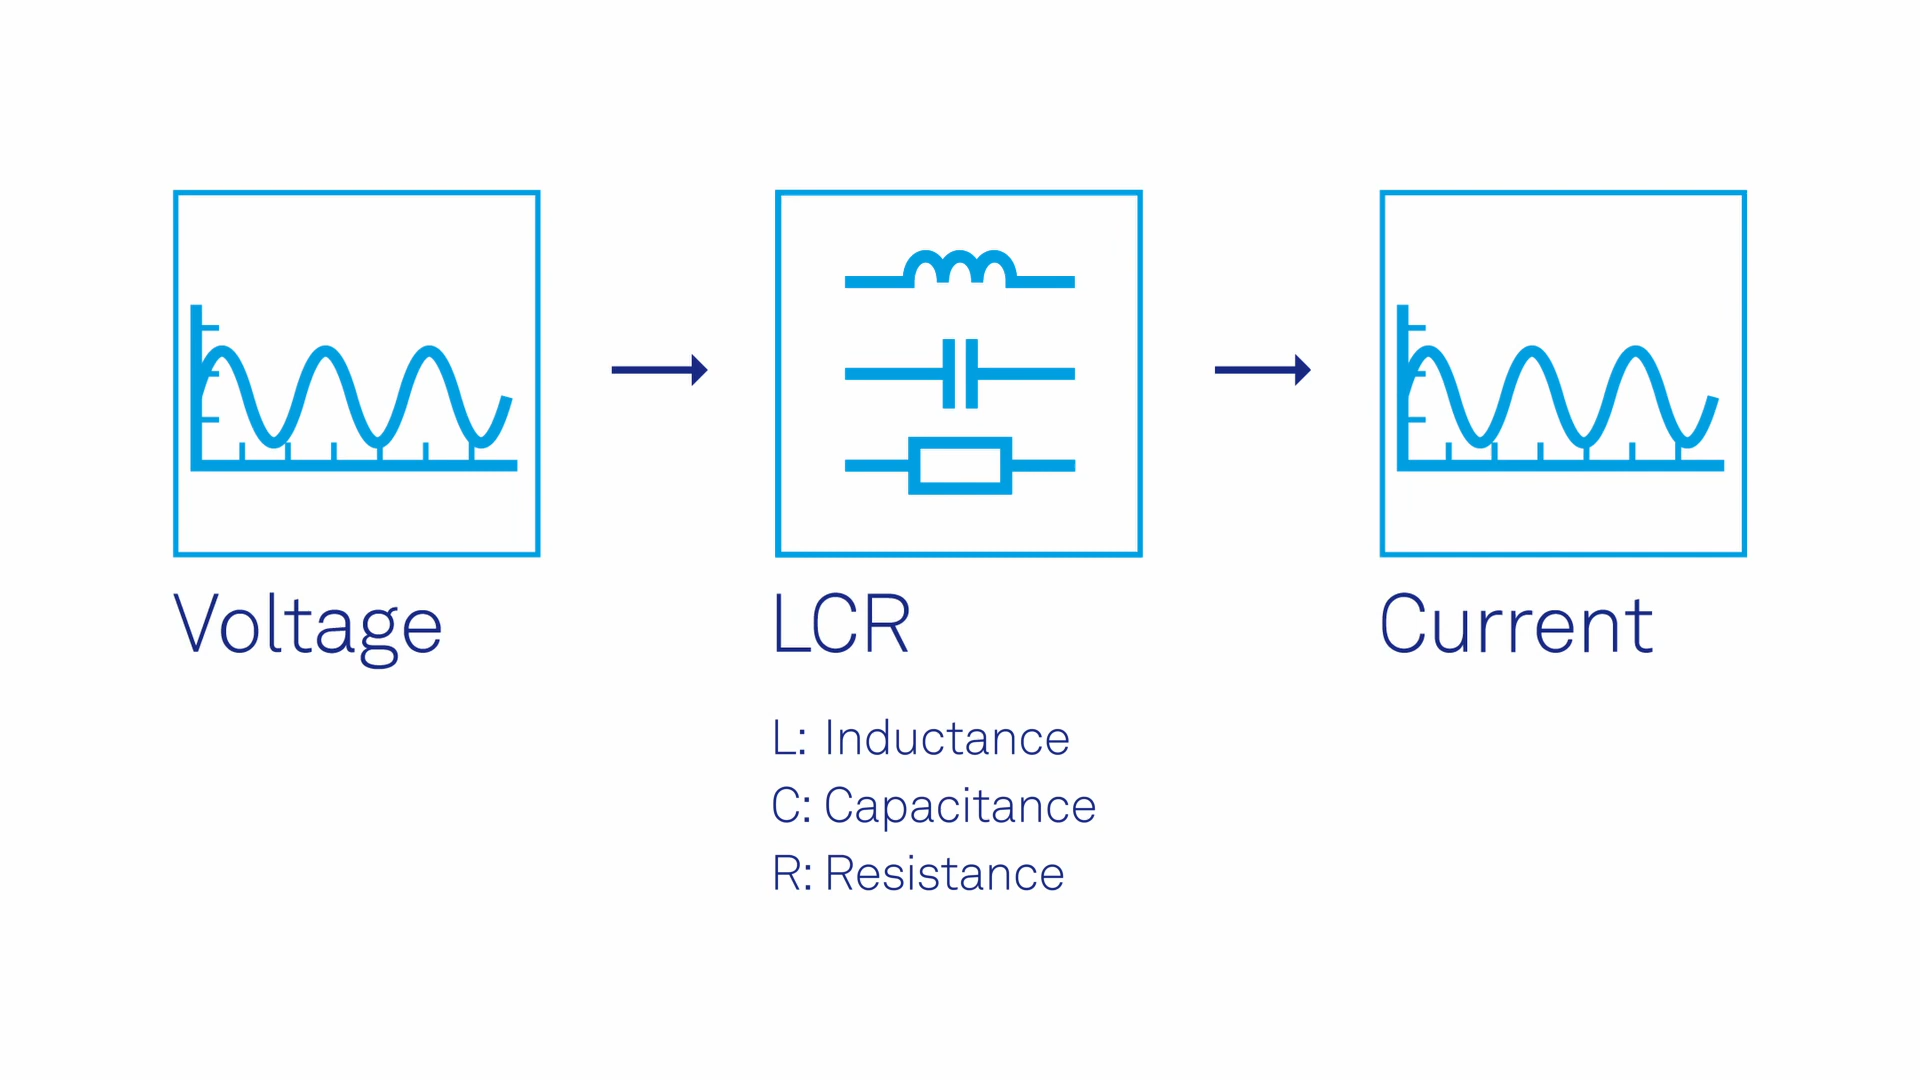 Voltage
LCR
Current
L: Inductance
C: Capacitance
R: Resistance